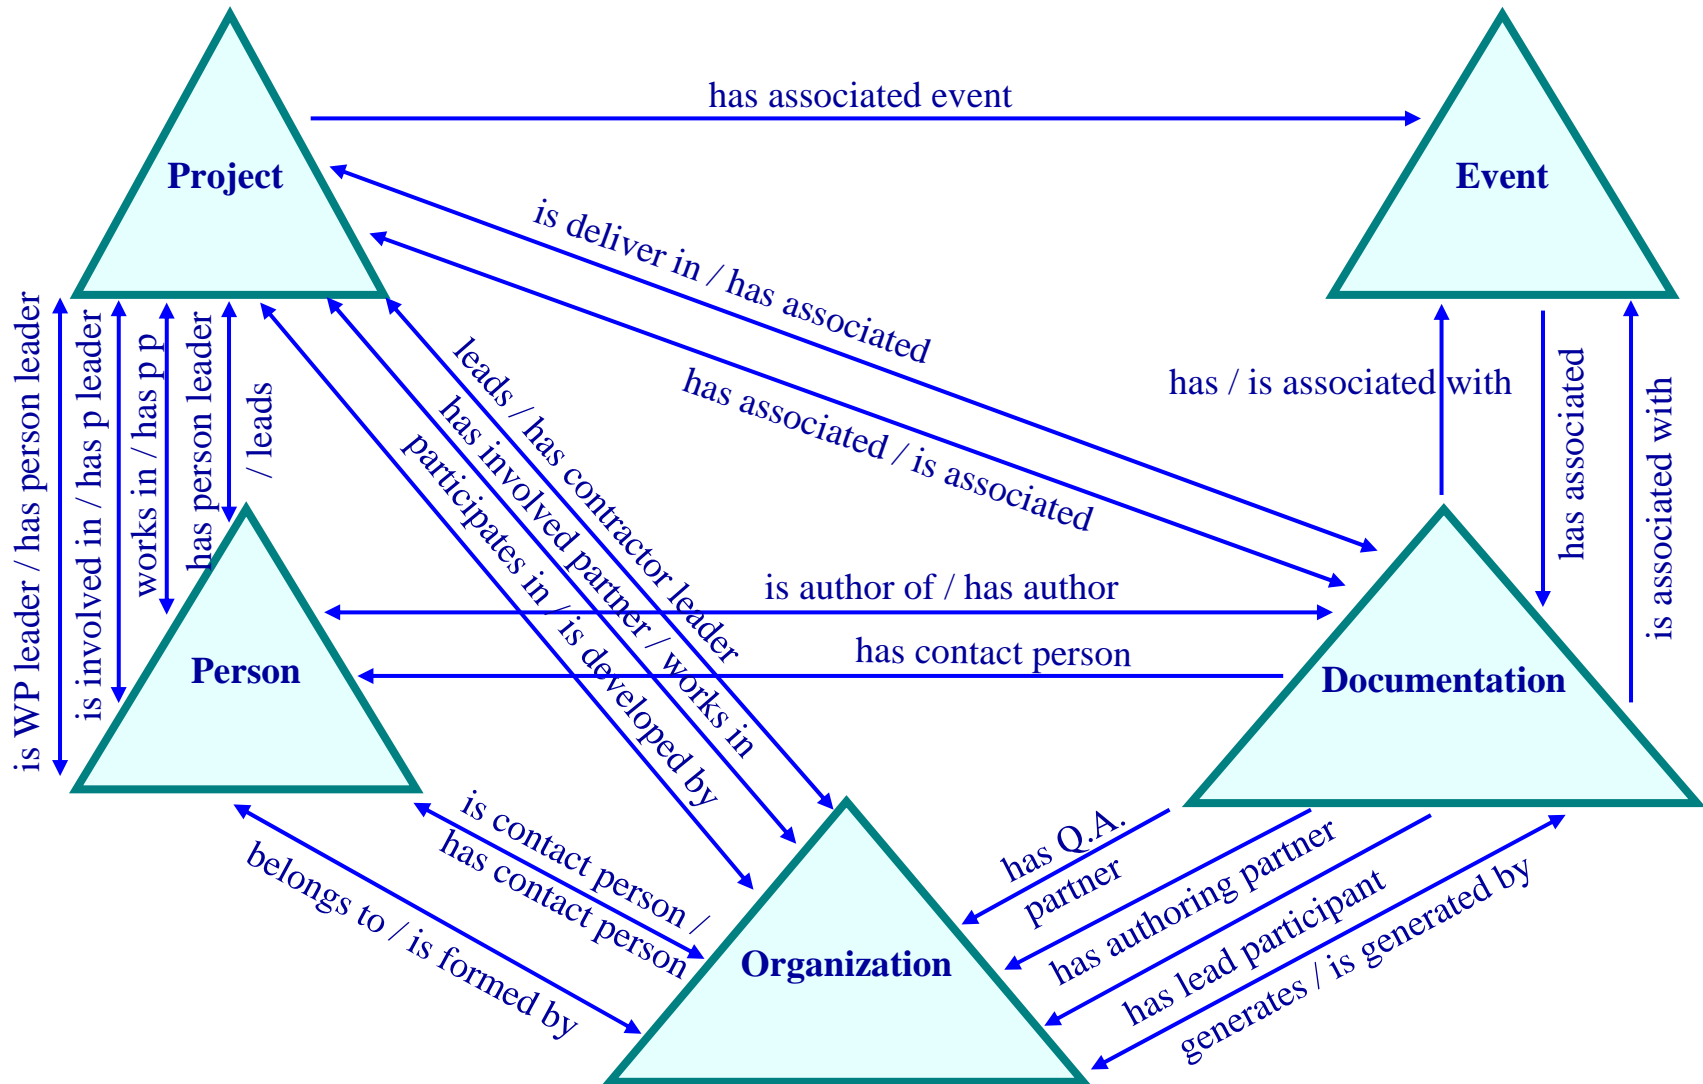 has associated event
Project
Event
is deliver in / has associated
has associated / is associated
is WP leader / has person leader
is involved in / has p leader
works in / has p p
has person leader
/ leads
leads / has contractor leader
has involved partner / works in
participates in / is developed by
has / is associated with
has associated
is associated with
is author of / has author
has contact person
Person
Documentation
is contact person /
has contact person
belongs to / is formed by
Organization
has Q.A.
partner
has authoring partner
has lead participant
generates / is generated by